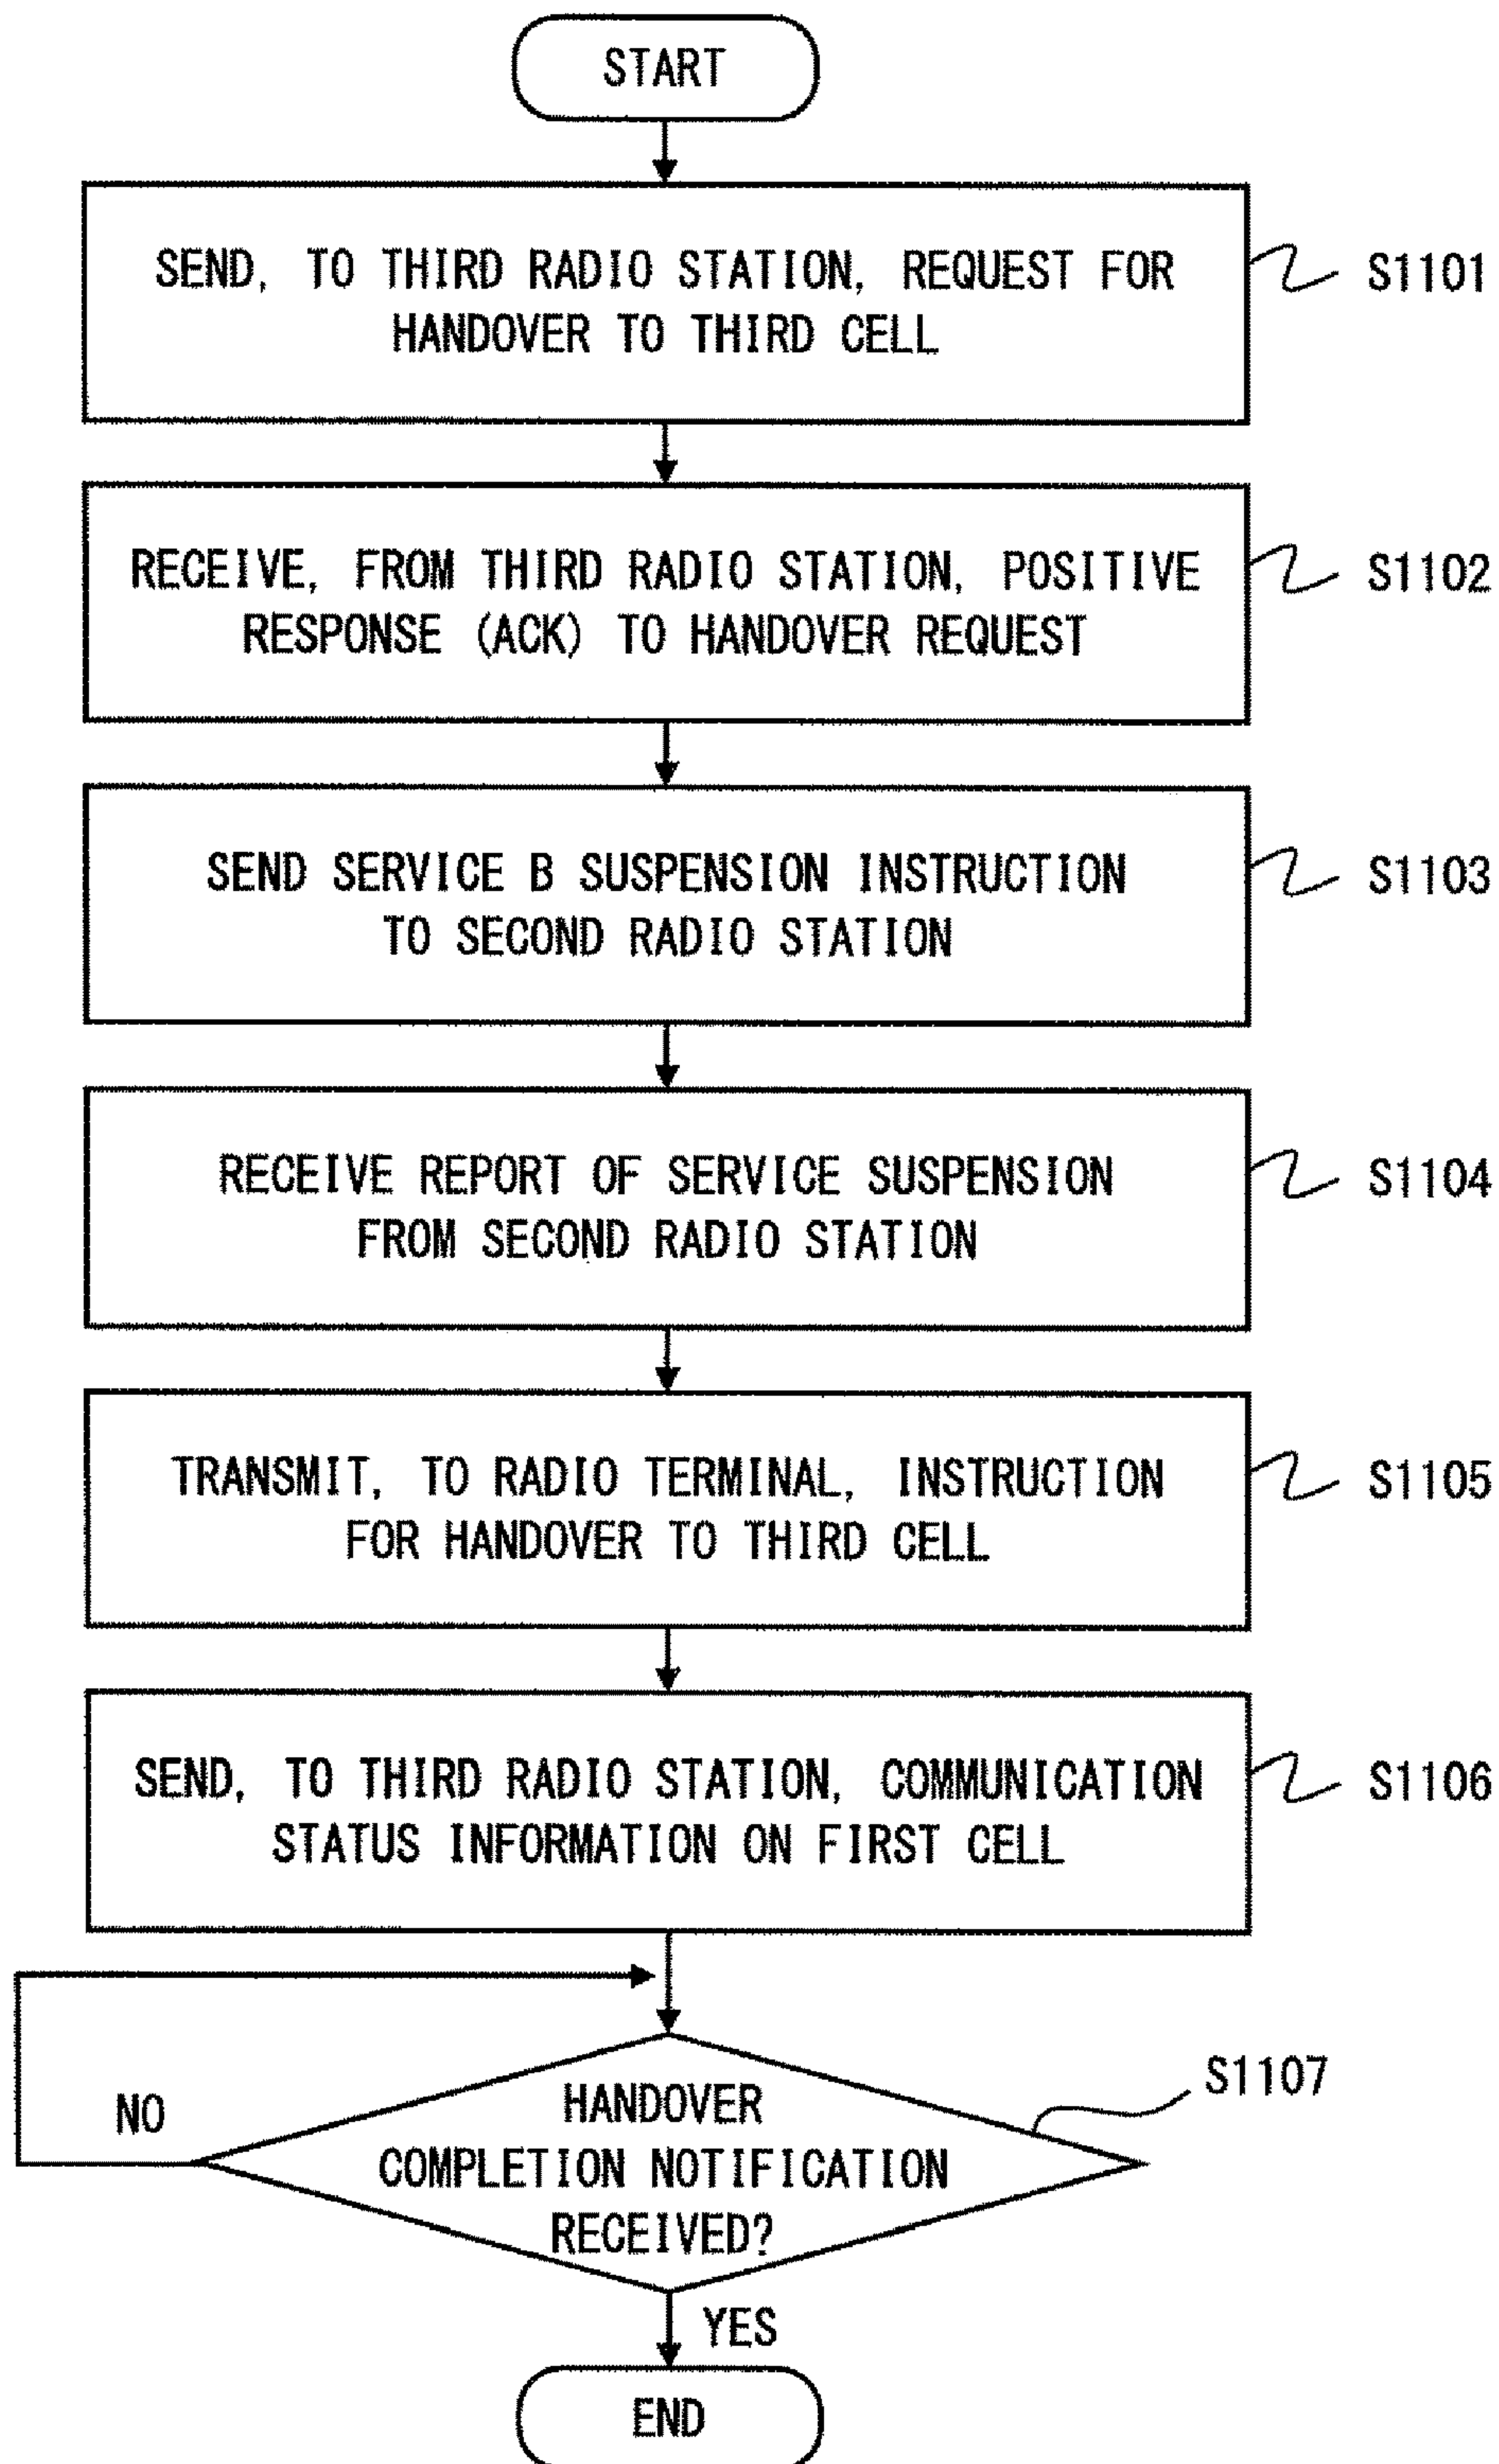 START
SEND, TO THIRD RADIO STATION, REQUEST FOR
HANDOVER TO THIRD CELL
S1101
RECEIVE, FROM THIRD RADIO STATION, POSITIVE
RESPONSE (ACK) TO HANDOVER REQUEST
S1102
SEND SERVICE B SUSPENSION INSTRUCTION
TO SECOND RADIO STATION
S1103
RECEIVE REPORT OF SERVICE SUSPENSION
FROM SECOND RADIO STATION
S1104
TRANSMIT, TO RADIO TERMINAL, INSTRUCTION
FOR HANDOVER TO THIRD CELL
S1105
SEND, TO THIRD RADIO STATION, COMMUNICATION
STATUS INFORMATION ON FIRST CELL
S1106
S1107
NO
HANDOVER
COMPLETION NOTIFICATION
RECEIVED?
YES
END